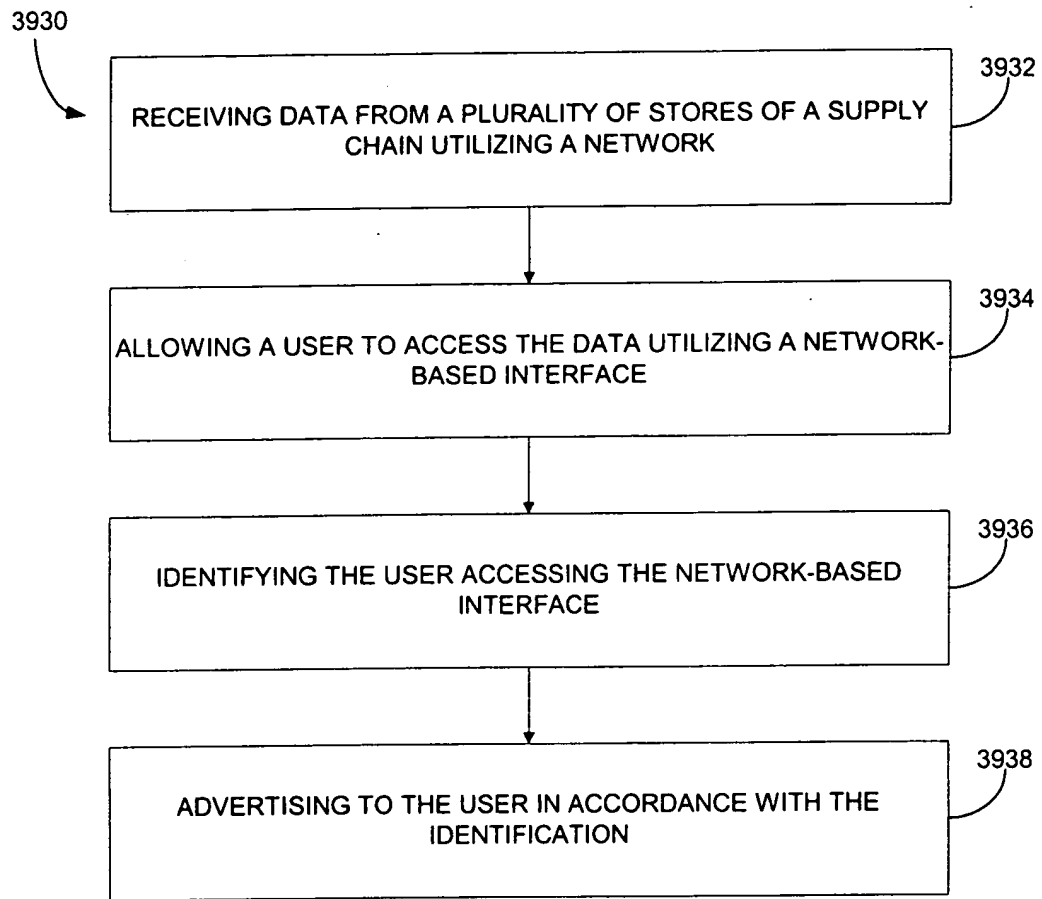 3930
3932
RECEIVING DATA FROM A PLURALITY OF STORES OF A SUPPLY
CHAIN UTILIZING A NETWORK
3934
ALLOWING A USER TO ACCESS THE DATA UTILIZING A NETWORK-
BASED INTERFACE
3936
IDENTIFYING THE USER ACCESSING THE NETWORK-BASED
INTERFACE
3938
ADVERTISING TO THE USER IN ACCORDANCE WITH THE
IDENTIFICATION